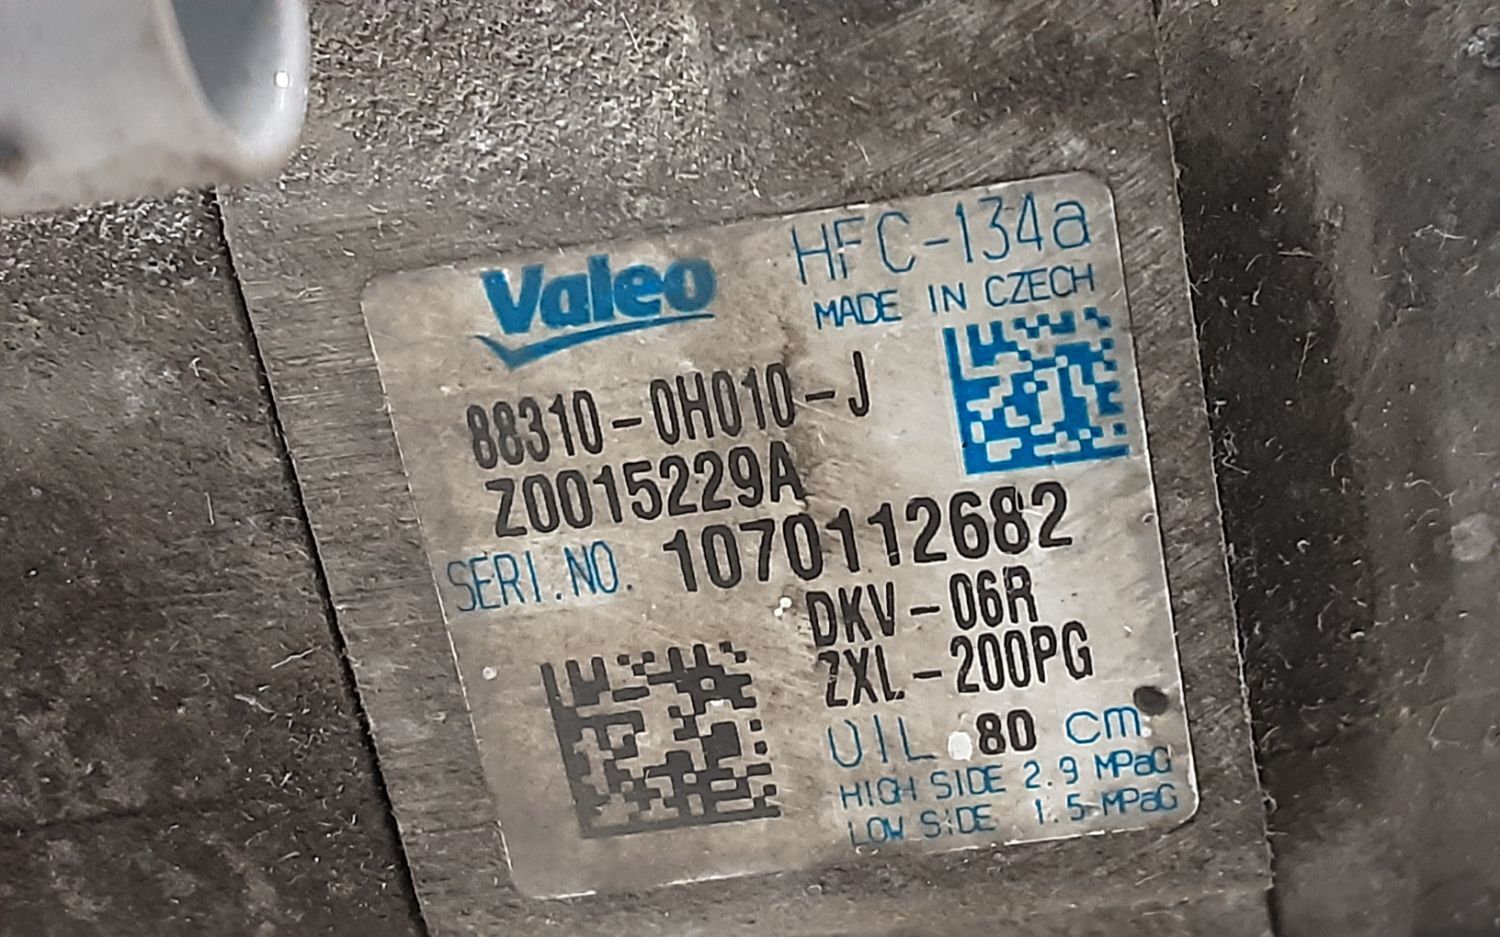 Valeo
HFC-134a
MADE IN CZECH
88310-0H010-J
Z0015229A
SERI.NO. 1070112682
DKV-06R
ZXL-200PG
OIL 80 cm
HIGH SIDE 2.9 MPaG
LOW SIDE 1.5 MPaG